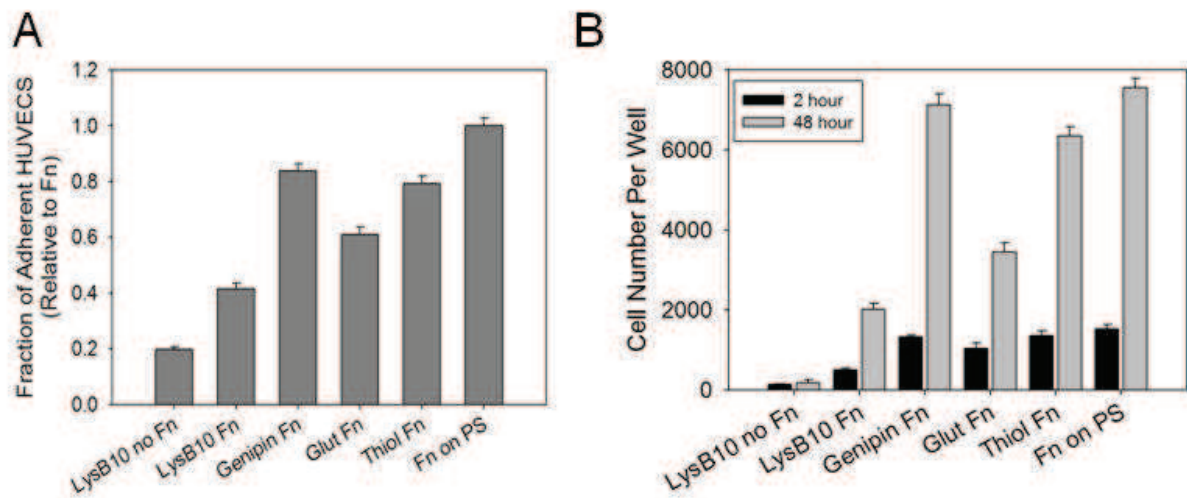 A
Fraction of Adherent HUVECS
(Relative to Fn)
1.2
1.0
0.8
0.6
0.4
0.2
0.0
LysB10 no Fn
LysB10 Fn
Genipin Fn
Glut Fn
Thiol Fn
Fn on PS
B
Cell Number Per Well
8000
6000
4000
2000
0
2 hour
48 hour
LysB10 no Fn
LysB10 Fn
Genipin Fn
Glut Fn
Thiol Fn
Fn on PS